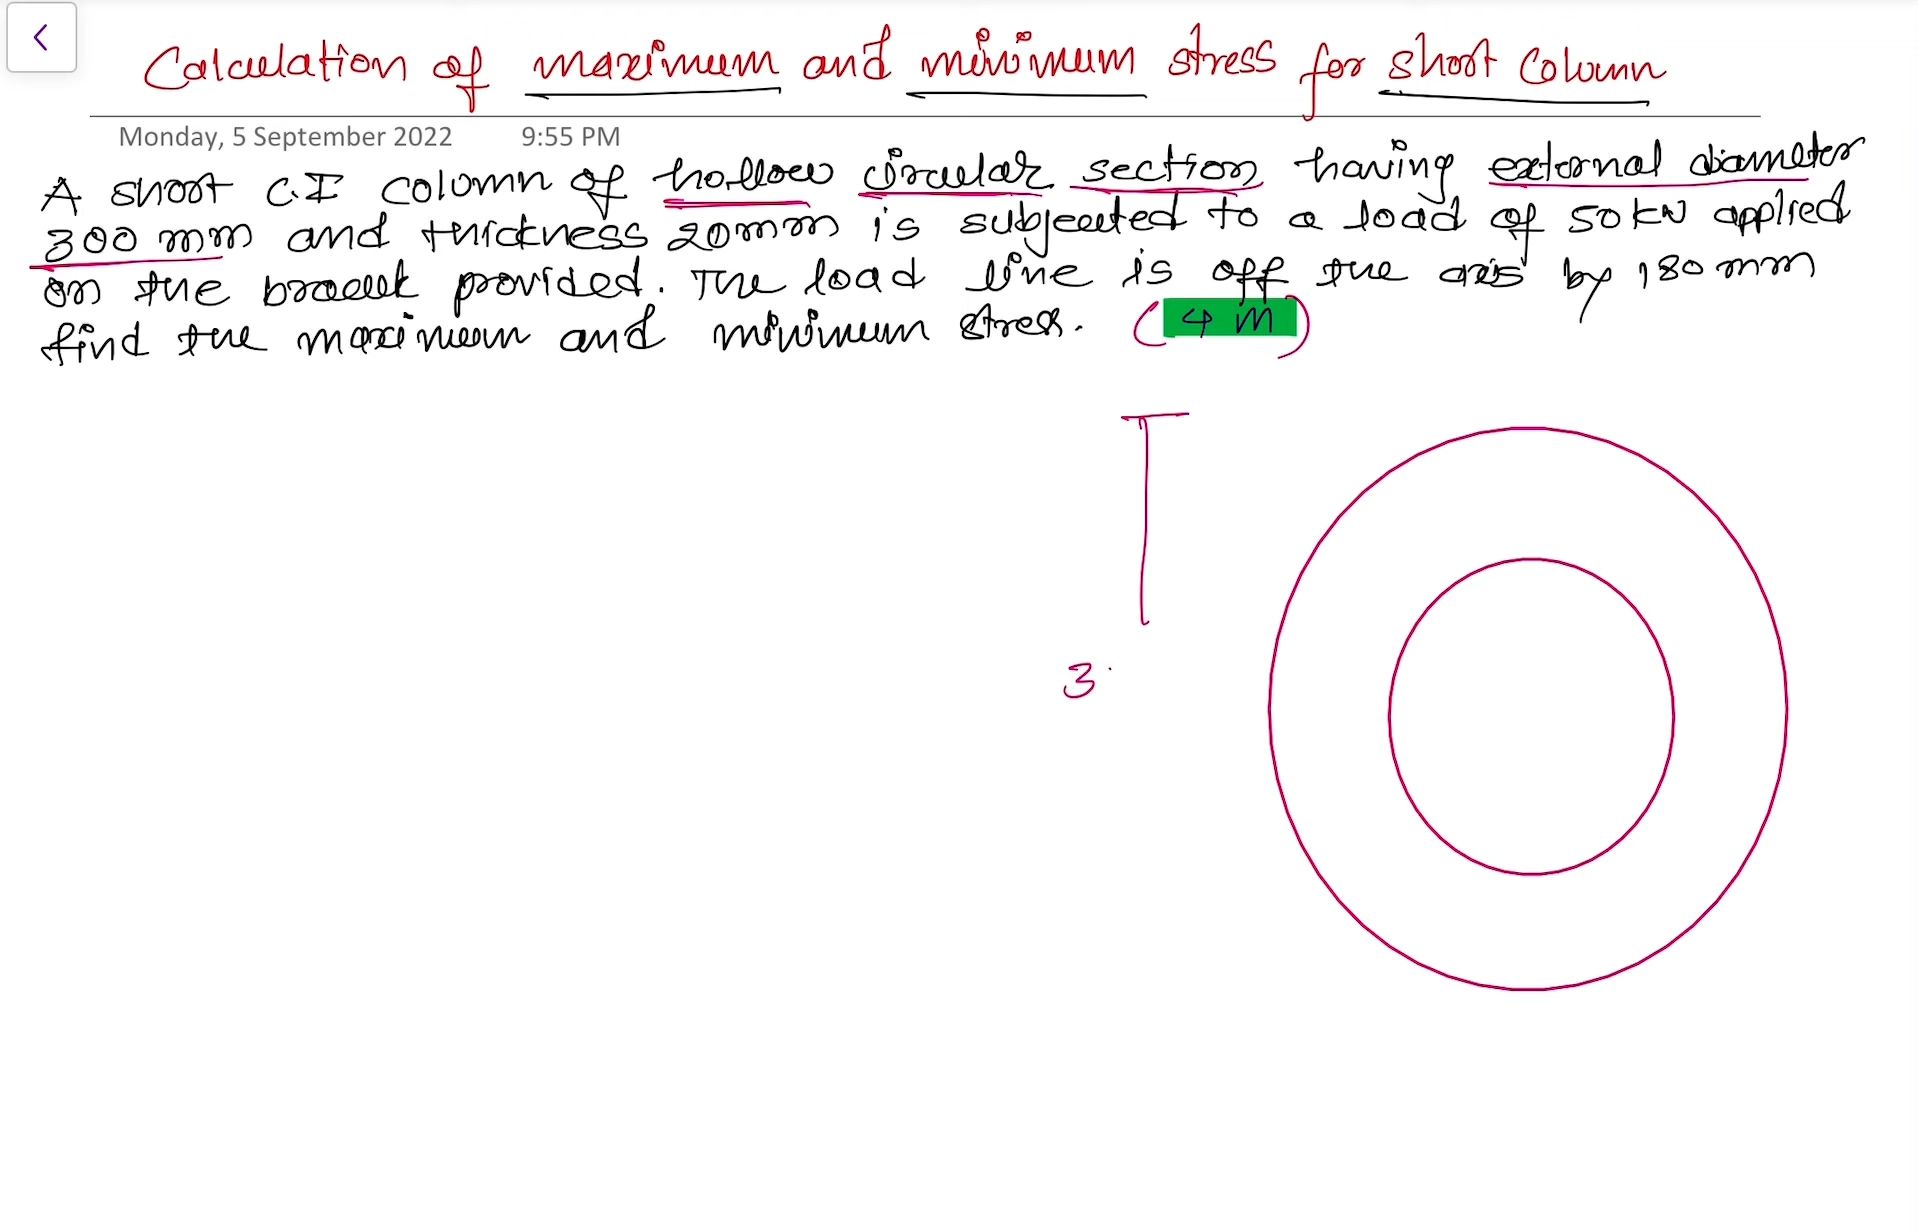 Calculation of maximum and minimum stress for short Column
Monday, 5 September 2022 9:55 PM
A short C.I column of hollow circular section having external diameter
300 mm and thickness 20mm is subjected to a load of 50 kN applied
on the bracket provided. The load line is off the axis by 180 mm
find the maximum and minimum stress. (4 m)
3